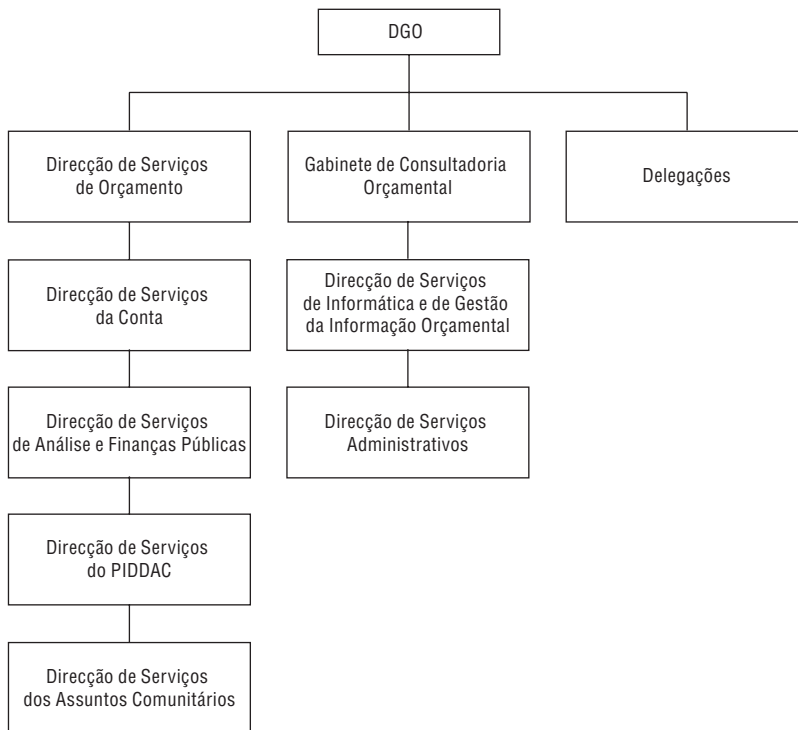 DGO
Direcção de Serviços
de Orçamento
Gabinete de Consultadoria
Orçamental
Delegações
Direcção de Serviços
da Conta
Direcção de Serviços
de Informática e de Gestão
da Informação Orçamental
Direcção de Serviços
de Análise e Finanças Públicas
Direcção de Serviços
Administrativos
Direcção de Serviços
do PIDDAC
Direcção de Serviços
dos Assuntos Comunitários